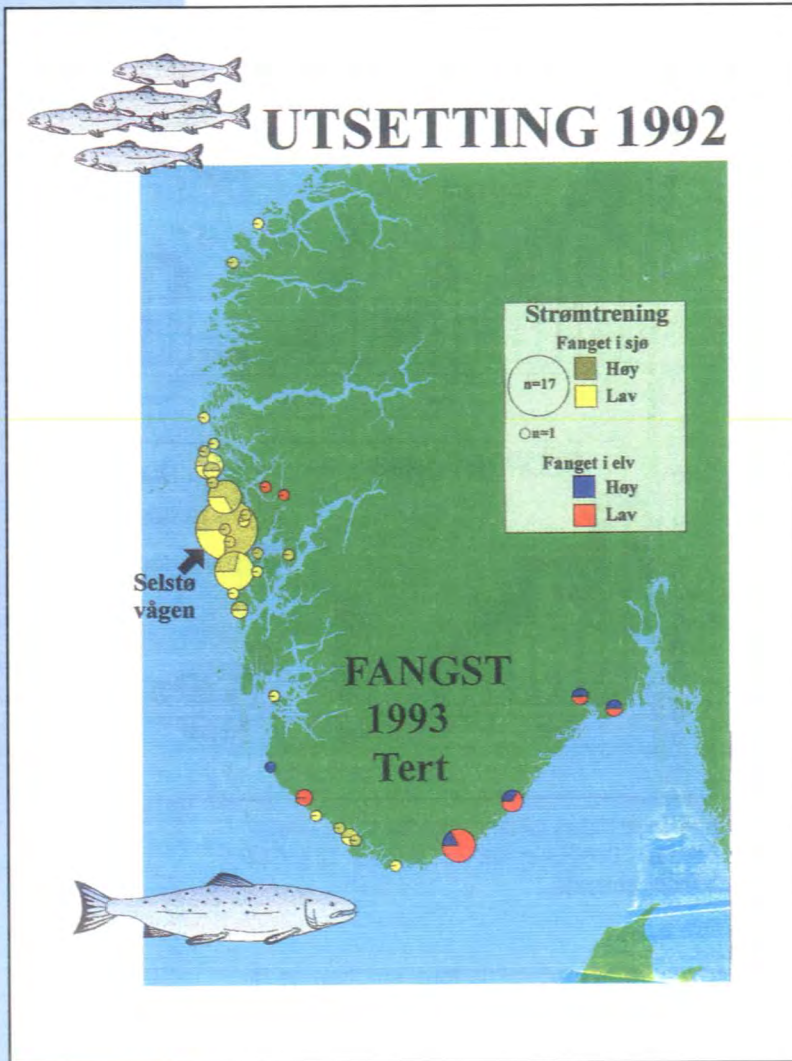 UTSETTING 1992
Strømtrening
Fanget i sjø
n=17
Høy
Lav
n=1
Fanget i elv
Høy
Lav
Selstø
vågen
FANGST
1993
Tert